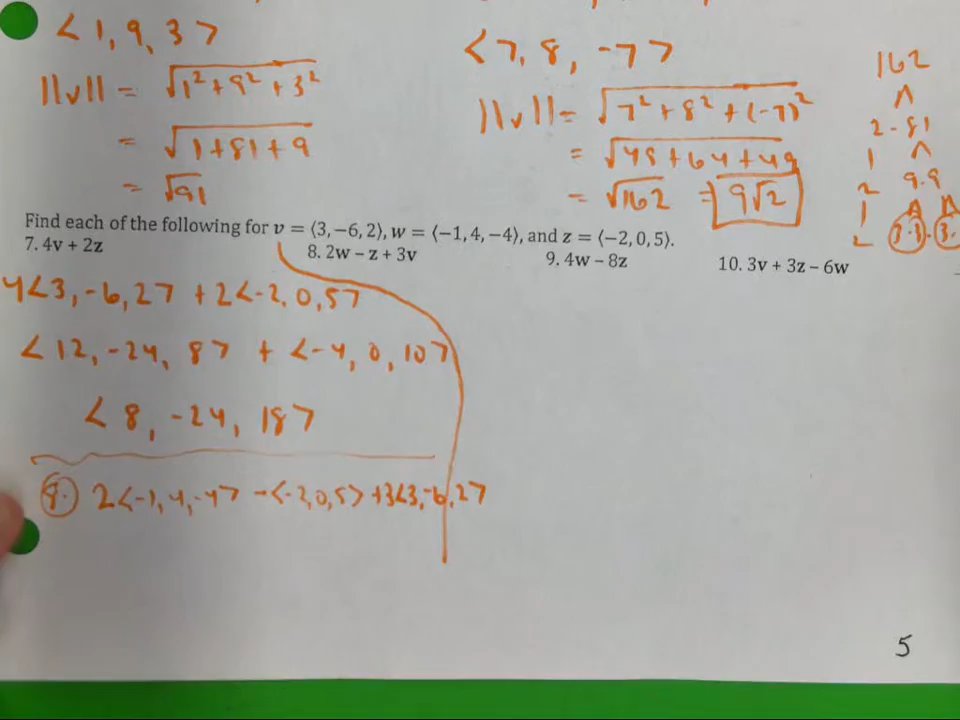 < 1, 9, 3 >
||v|| = √1² + 9² + 3²
= √1 + 81 + 9
= √91
< 7, 8, -7 >
||v|| = √7² + 8² + (-7)²
= √49 + 64 + 49
= √162 = 9√2
162
2 · 81
9 · 9
3 · 3 · 3 ·
Find each of the following for v = ⟨3, −6, 2⟩, w = ⟨−1, 4, −4⟩, and z = ⟨−2, 0, 5⟩.
7. 4v + 2z
8. 2w − z + 3v
9. 4w − 8z
10. 3v + 3z − 6w
4<3, -6, 2> + 2<-2, 0, 5>
< 12, -24, 8> + <-4, 0, 10>
< 8, -24, 18>
8. 2<-1, 4, -4> - <-2, 0, 5> + 3<3, -6, 2>
5